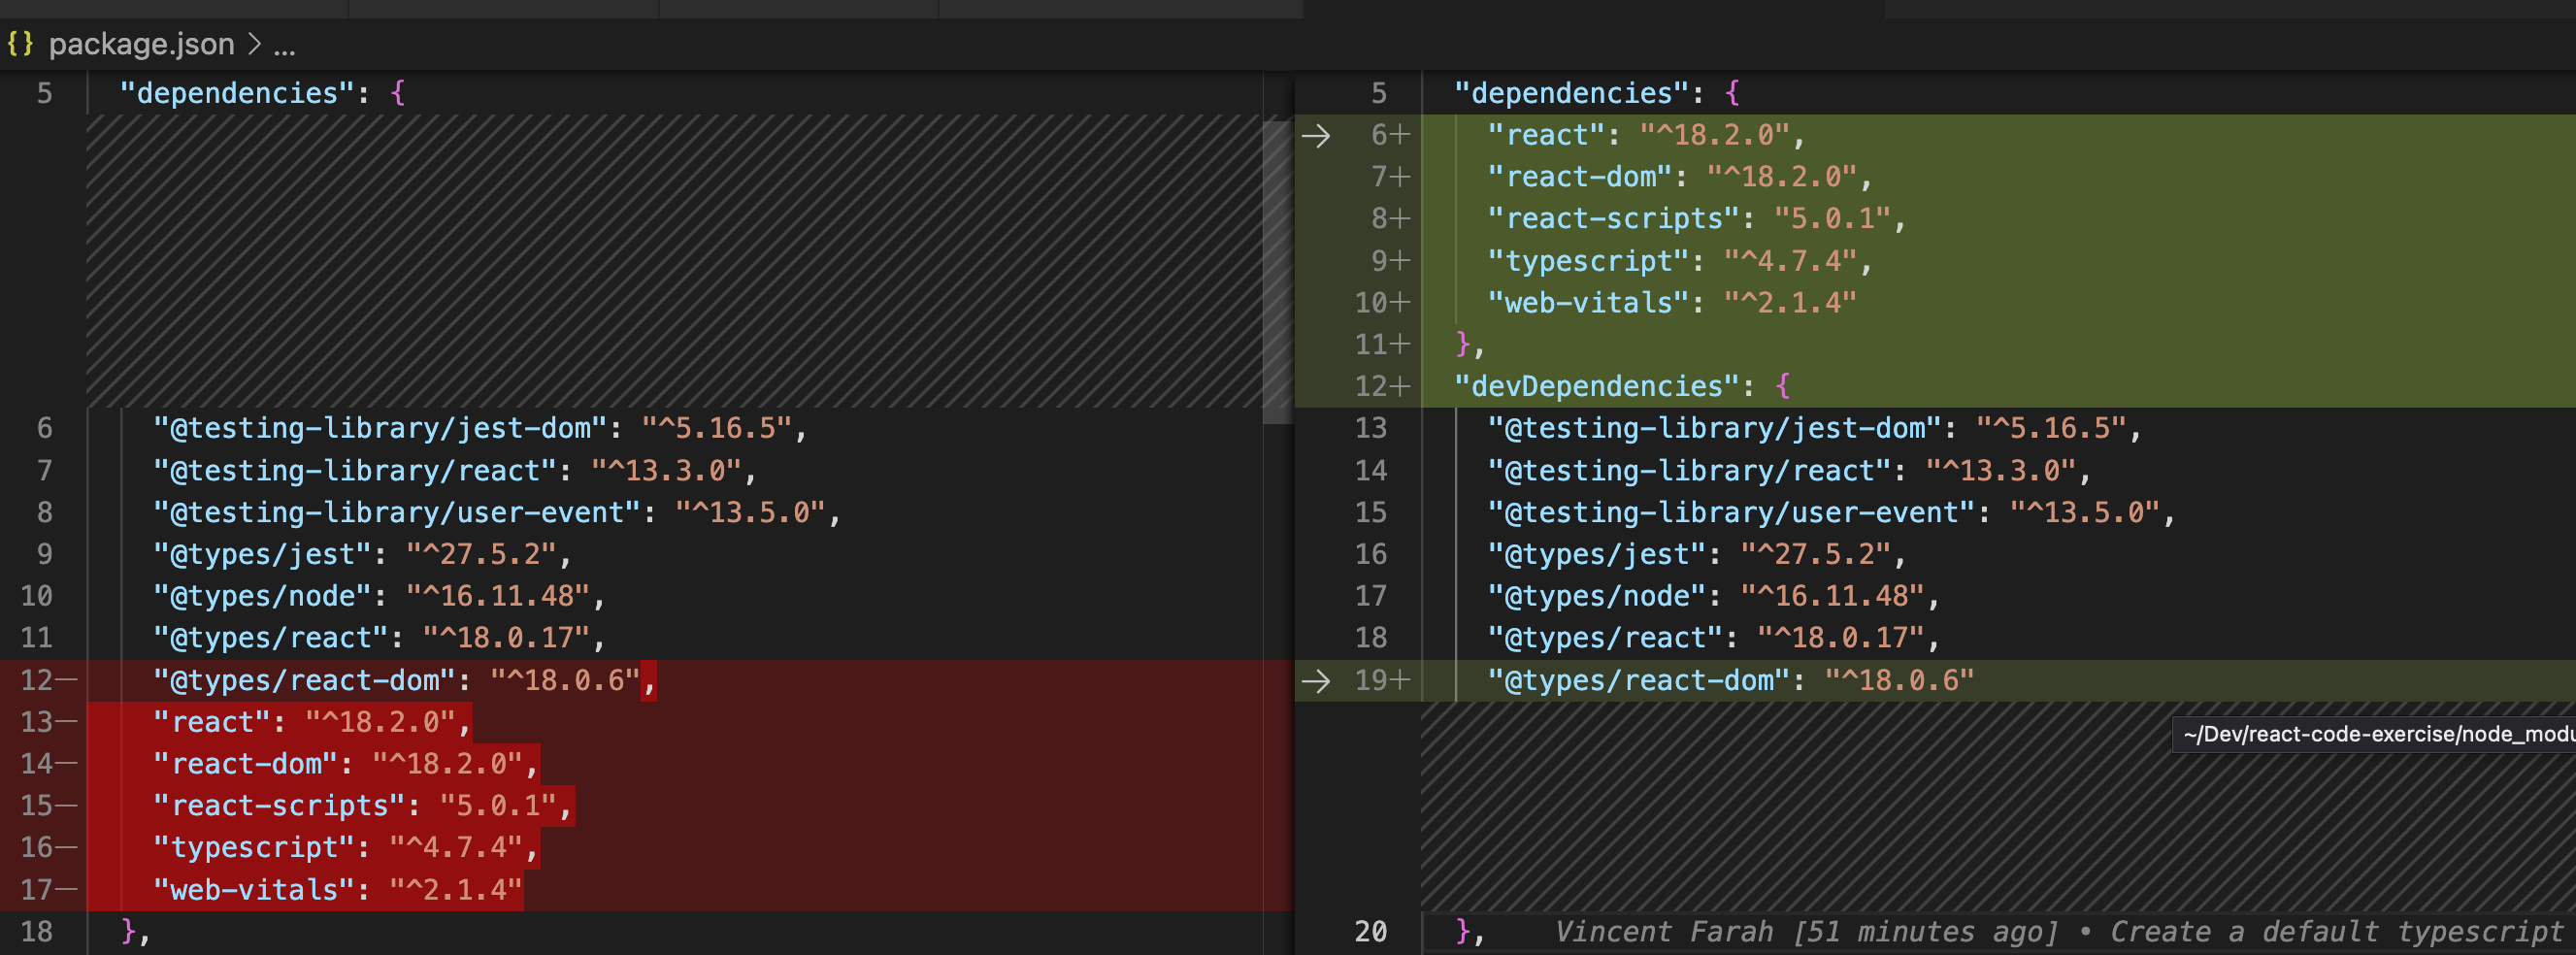 {} package.json > ...
5 "dependencies": {
6 "@testing-library/jest-dom": "^5.16.5",
7 "@testing-library/react": "^13.3.0",
8 "@testing-library/user-event": "^13.5.0",
9 "@types/jest": "^27.5.2",
10 "@types/node": "^16.11.48",
11 "@types/react": "^18.0.17",
12— "@types/react-dom": "^18.0.6",
13— "react": "^18.2.0",
14— "react-dom": "^18.2.0",
15— "react-scripts": "5.0.1",
16— "typescript": "^4.7.4",
17— "web-vitals": "^2.1.4"
18 },
5 "dependencies": {
→ 6+ "react": "^18.2.0",
7+ "react-dom": "^18.2.0",
8+ "react-scripts": "5.0.1",
9+ "typescript": "^4.7.4",
10+ "web-vitals": "^2.1.4"
11+ },
12+ "devDependencies": {
13 "@testing-library/jest-dom": "^5.16.5",
14 "@testing-library/react": "^13.3.0",
15 "@testing-library/user-event": "^13.5.0",
16 "@types/jest": "^27.5.2",
17 "@types/node": "^16.11.48",
18 "@types/react": "^18.0.17",
→ 19+ "@types/react-dom": "^18.0.6"
~/Dev/react-code-exercise/node_modu
20 }, Vincent Farah [51 minutes ago] • Create a default typescript